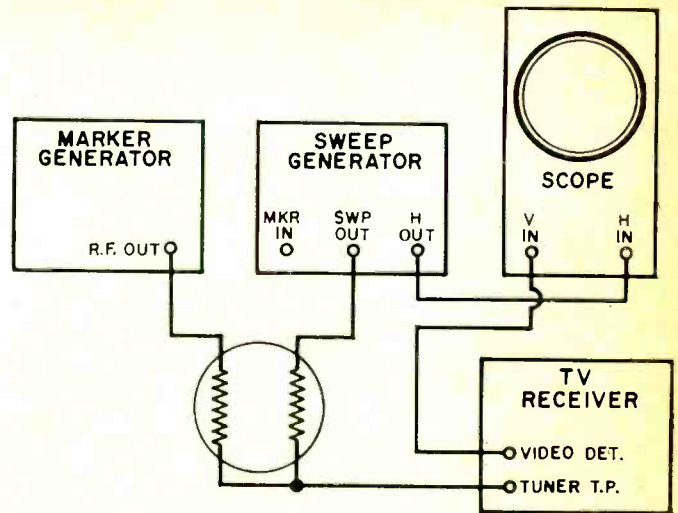 MARKER
GENERATOR
R.F. OUT
SWEEP
GENERATOR
MKR
IN
SWP
OUT
H
OUT
SCOPE
V
IN
H
IN
TV
RECEIVER
VIDEO DET.
TUNER T.P.